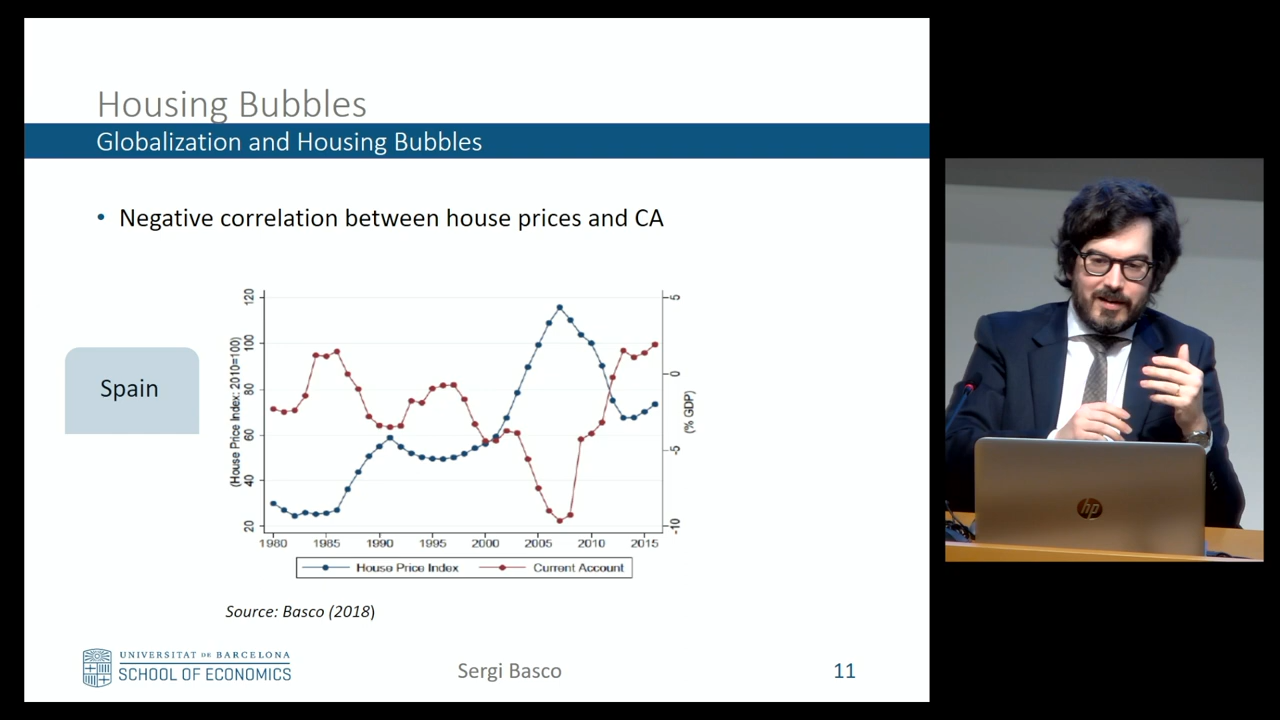 Housing Bubbles
Globalization and Housing Bubbles
• Negative correlation between house prices and CA
Spain
(House Price Index: 2010=100)
120
100
80
60
40
20
5
0
-5
-10
(% GDP)
1980 1985 1990 1995 2000 2005 2010 2015
House Price Index Current Account
Source: Basco (2018)
UNIVERSITAT DE BARCELONA
SCHOOL OF ECONOMICS
Sergi Basco
11
hp